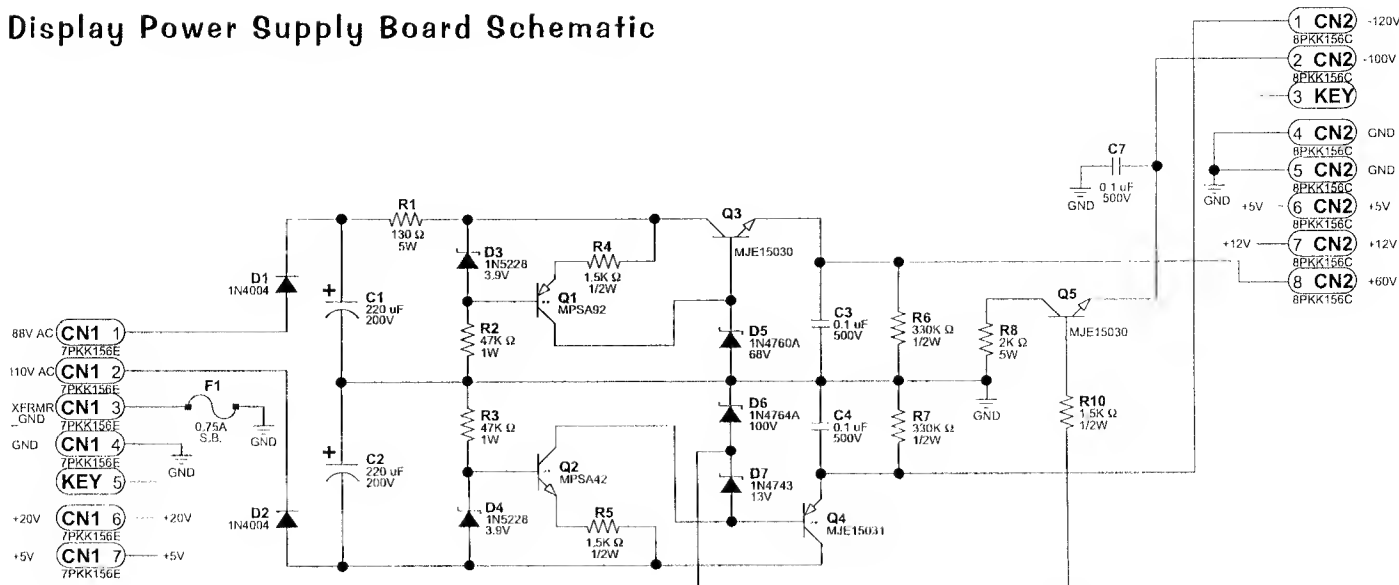 Display Power Supply Board Schematic
1 CN2 -120V
8PKK156C
2 CN2 -100V
8PKK156C
3 KEY
4 CN2 GND
8PKK156C
5 CN2 GND
8PKK156C
GND
+5V 6 CN2 +5V
8PKK156C
+12V 7 CN2 +12V
8PKK156C
8 CN2 +60V
8PKK156C
C7
0.1 uF
500V
GND
R1
130 Ω
5W
D3
1N5228
3.9V
R4
1.5K Ω
1/2W
Q3
MJE15030
D1
1N4004
+
C1
220 uF
200V
Q1
MPSA92
R2
47K Ω
1W
D5
1N4760A
68V
C3
0.1 uF
500V
R6
330K Ω
1/2W
R8
2K Ω
5W
Q5
MJE15030
88V AC CN1 1
7PKK156E
110V AC CN1 2
7PKK156E
XFRMR GND CN1 3
7PKK156E
F1
0.75A
S.B.
GND
GND CN1 4
7PKK156E
GND
KEY 5
+20V CN1 6 +20V
7PKK156E
+5V CN1 7 +5V
7PKK156E
R3
47K Ω
1W
D6
1N4764A
100V
C4
0.1 uF
500V
R7
330K Ω
1/2W
GND
R10
1.5K Ω
1/2W
+
C2
220 uF
200V
Q2
MPSA42
D7
1N4743
13V
D2
1N4004
D4
1N5228
3.9V
R5
1.5K Ω
1/2W
Q4
MJE15031